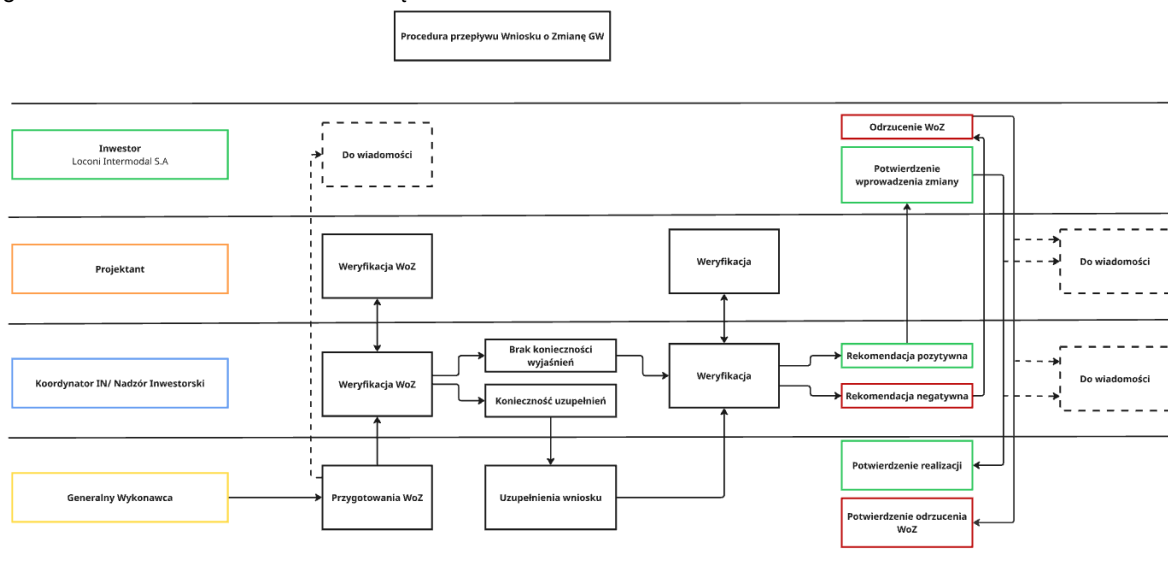 Procedura przepływu Wniosku o Zmianę GW
Inwestor
Loconi Intermodal S.A
Do wiadomości
Odrzucenie WoZ
Potwierdzenie
wprowadzenia zmiany
Projektant
Weryfikacja WoZ
Weryfikacja
Do wiadomości
Koordynator IN/ Nadzór Inwestorski
Weryfikacja WoZ
Brak konieczności
wyjaśnień
Konieczność uzupełnień
Weryfikacja
Rekomendacja pozytywna
Rekomendacja negatywna
Do wiadomości
Generalny Wykonawca
Przygotowania WoZ
Uzupełnienia wniosku
Potwierdzenie realizacji
Potwierdzenie odrzucenia
WoZ